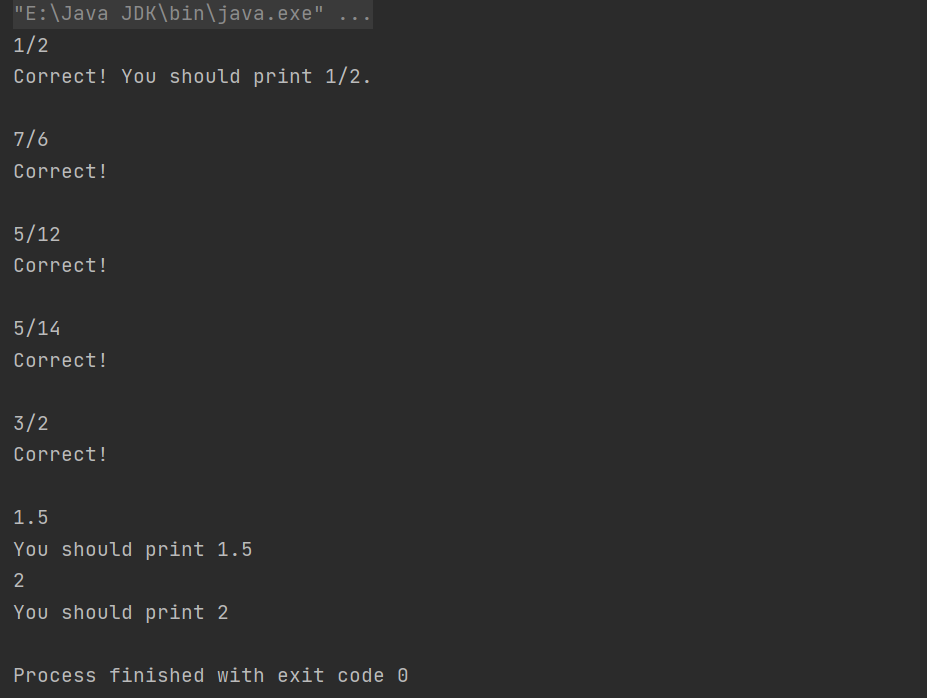 "E:\Java JDK\bin\java.exe" ...
1/2
Correct! You should print 1/2.
7/6
Correct!
5/12
Correct!
5/14
Correct!
3/2
Correct!
1.5
You should print 1.5
2
You should print 2
Process finished with exit code 0